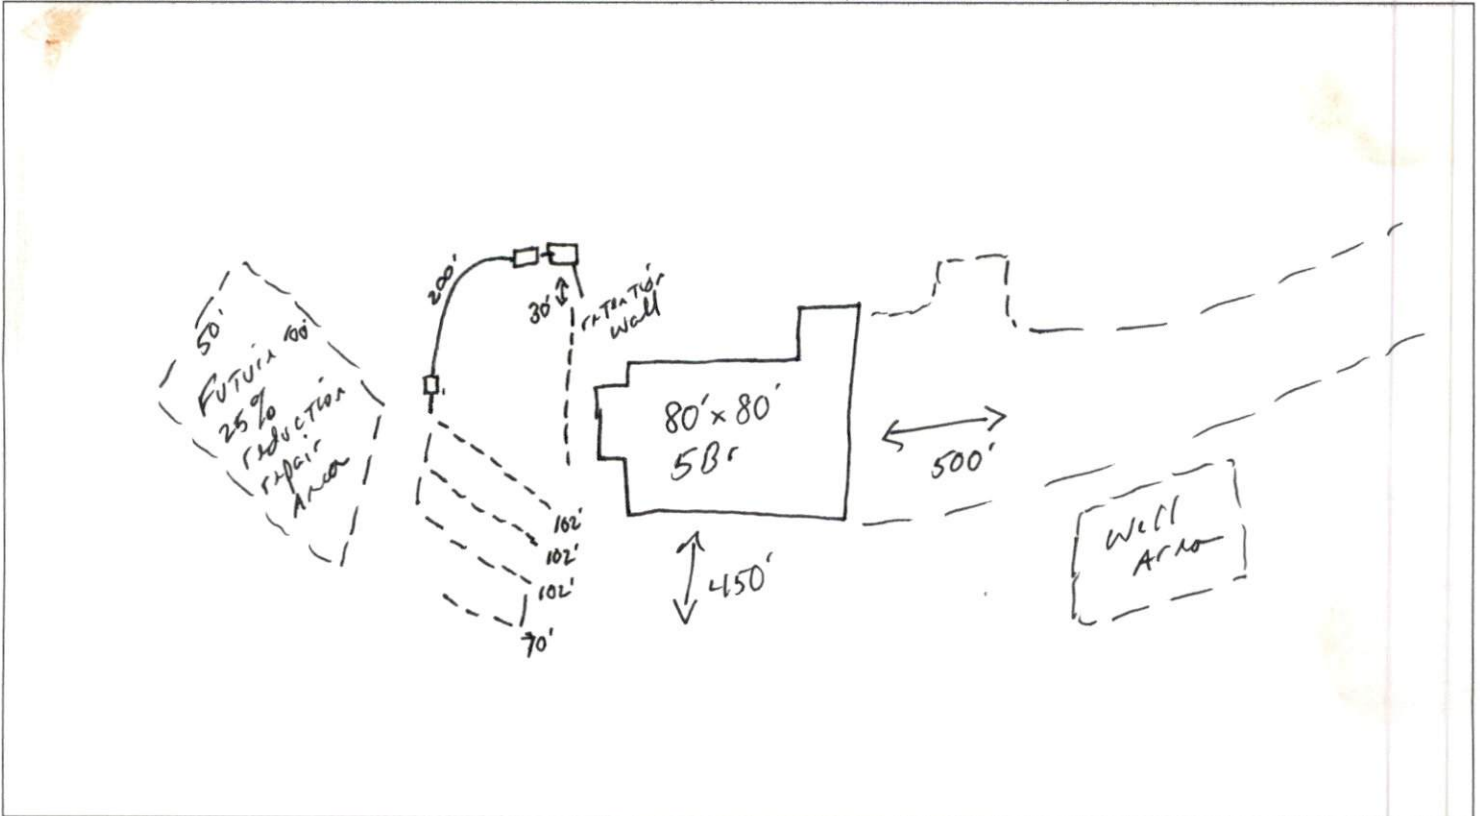 200'
30'
retention
wall
50'
100'
Future
25%
reduction
repair
Area
80' x 80'
5Br
500'
102'
102'
102'
70'
450'
Well
Area